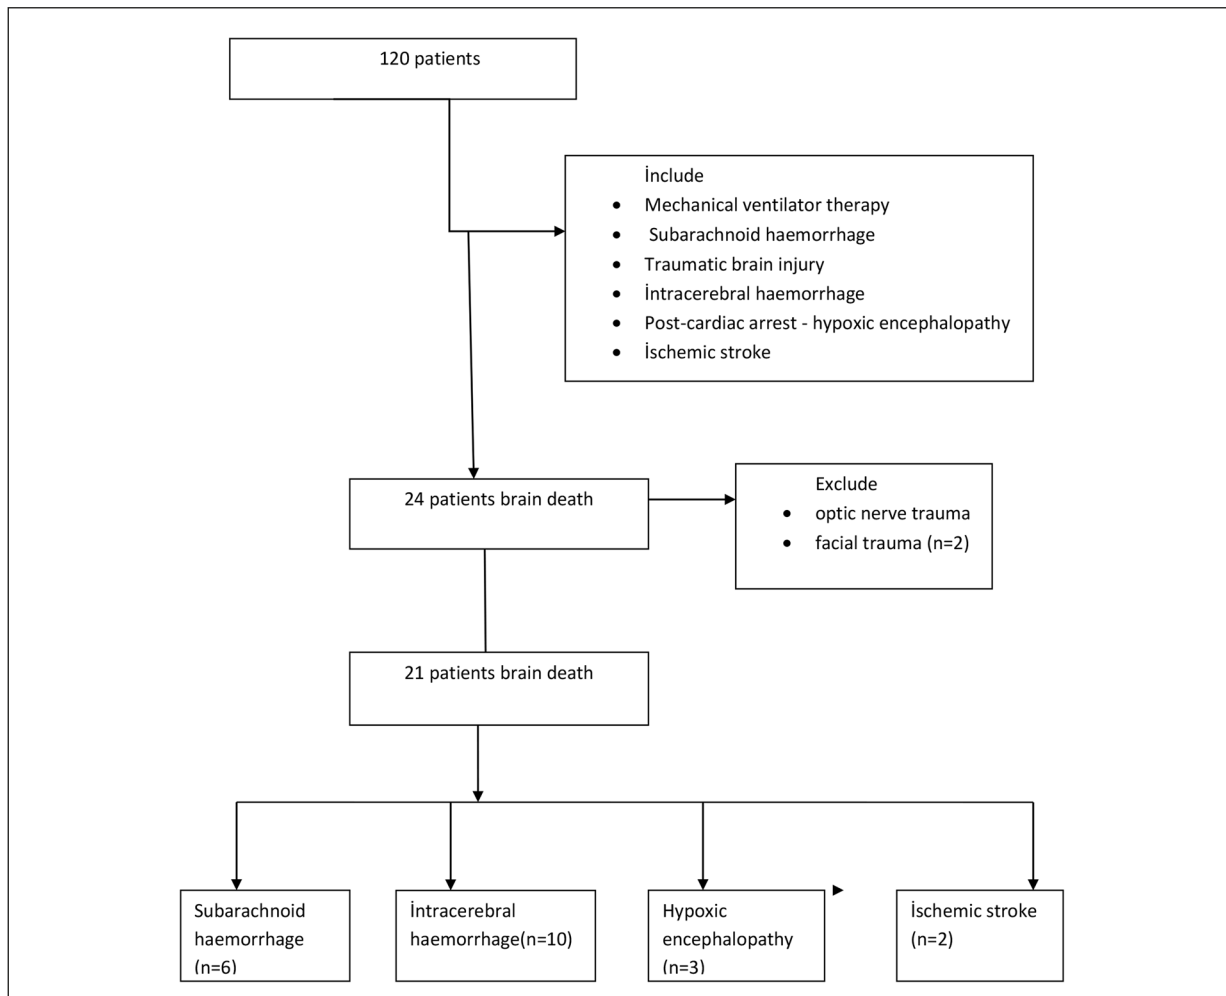 120 patients
İnclude
• Mechanical ventilator therapy
• Subarachnoid haemorrhage
• Traumatic brain injury
• İntracerebral haemorrhage
• Post-cardiac arrest - hypoxic encephalopathy
• İschemic stroke
24 patients brain death
Exclude
• optic nerve trauma
• facial trauma (n=2)
21 patients brain death
Subarachnoid
haemorrhage
(n=6)
İntracerebral
haemorrhage(n=10)
Hypoxic
encephalopathy
(n=3)
İschemic stroke
(n=2)